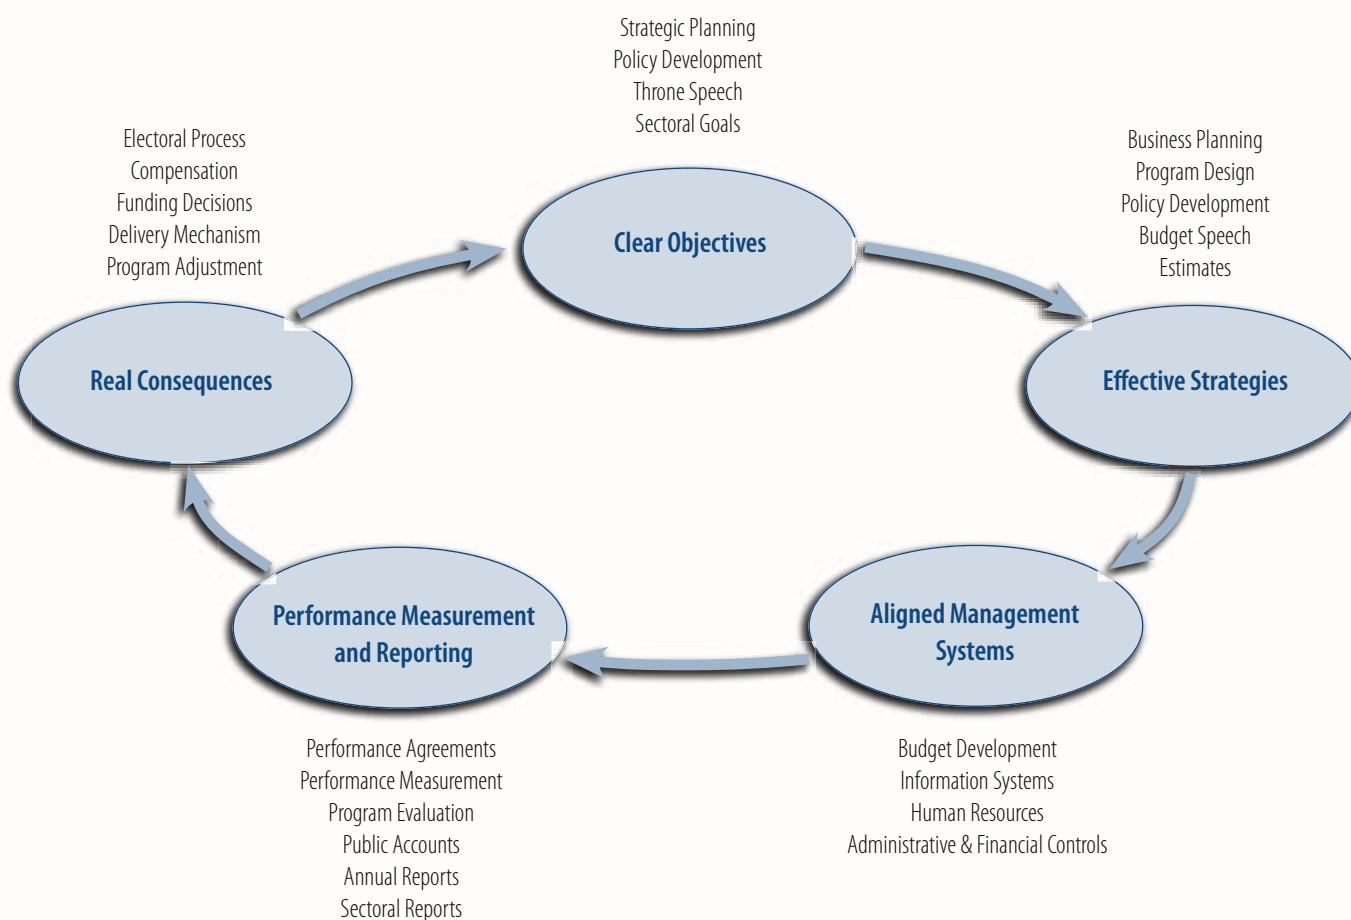 Strategic Planning
Policy Development
Throne Speech
Sectoral Goals
Clear Objectives
Business Planning
Program Design
Policy Development
Budget Speech
Estimates
Effective Strategies
Aligned Management
Systems
Budget Development
Information Systems
Human Resources
Administrative & Financial Controls
Performance Measurement
and Reporting
Performance Agreements
Performance Measurement
Program Evaluation
Public Accounts
Annual Reports
Sectoral Reports
Electoral Process
Compensation
Funding Decisions
Delivery Mechanism
Program Adjustment
Real Consequences